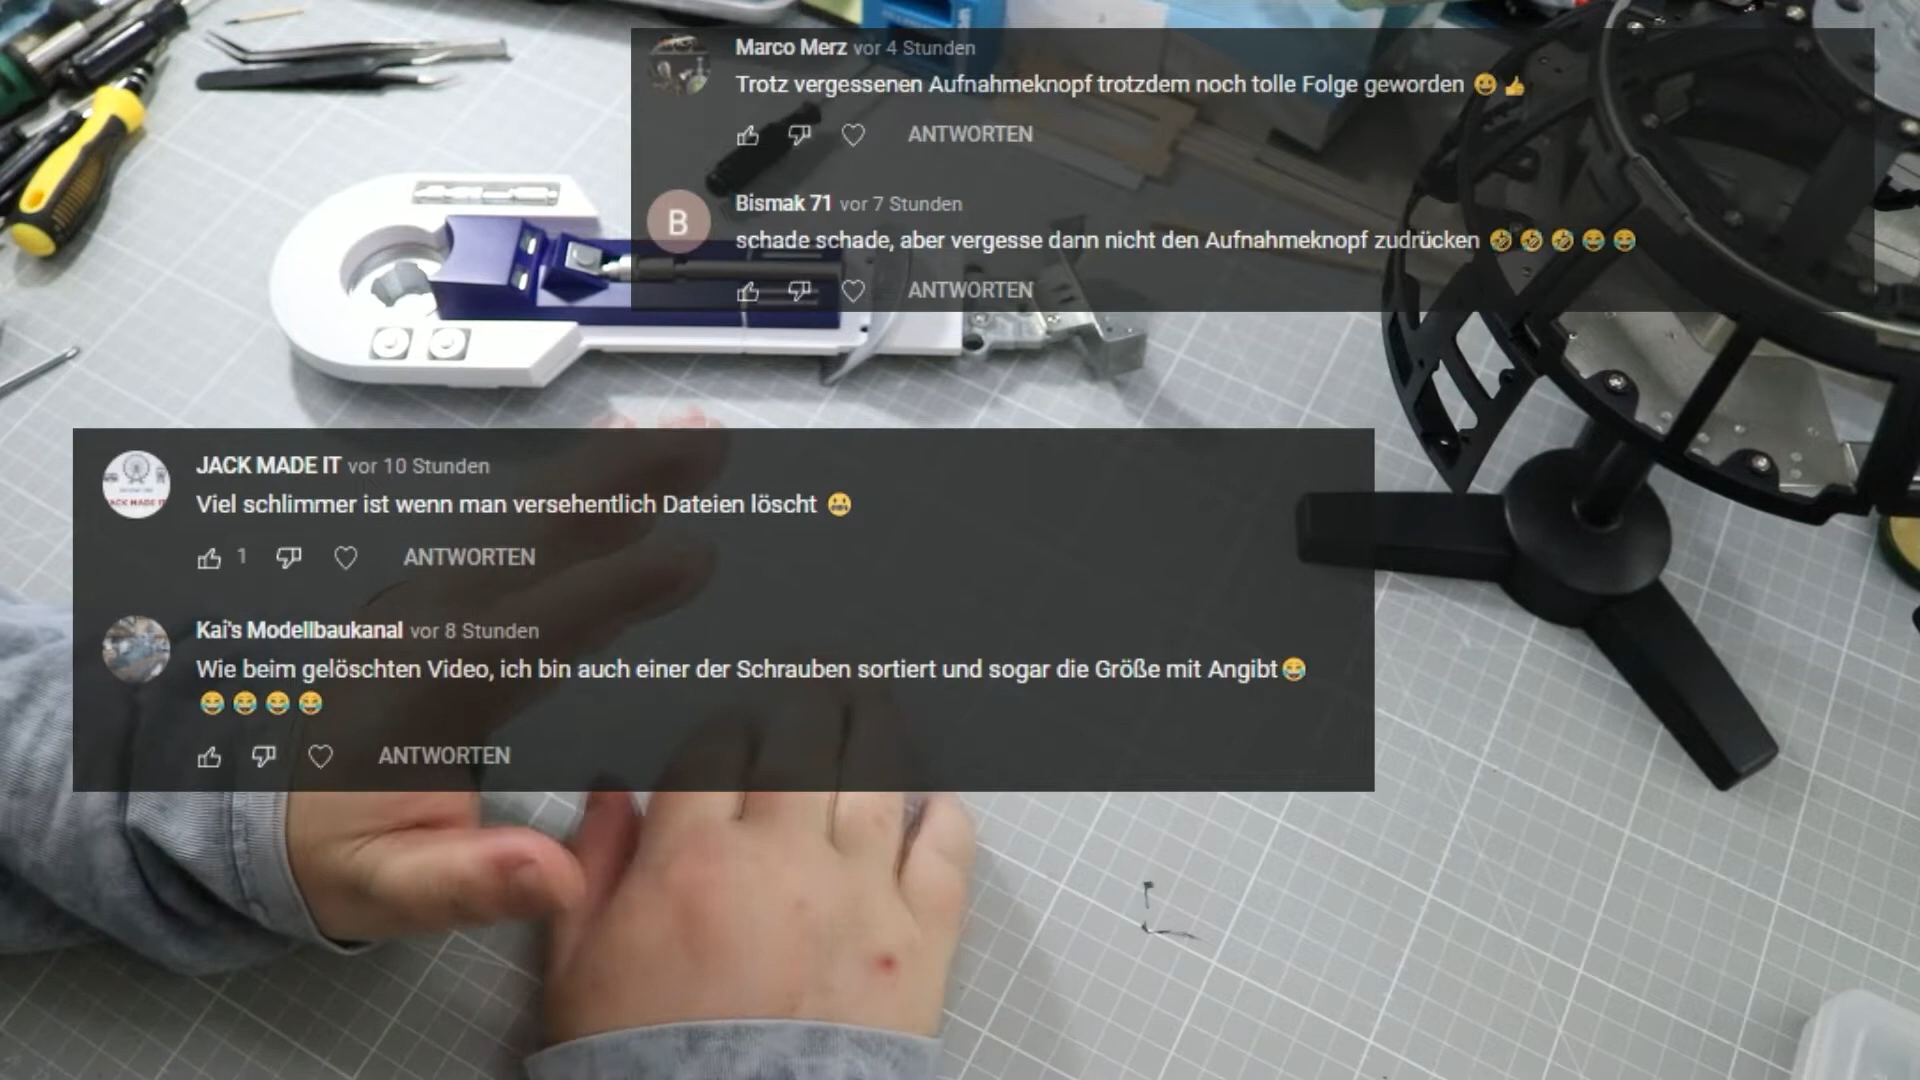 Marco Merz vor 4 Stunden
Trotz vergessenen Aufnahmeknopf trotzdem noch tolle Folge geworden 😀👍
ANTWORTEN
B
Bismak 71 vor 7 Stunden
schade schade, aber vergesse dann nicht den Aufnahmeknopf zudrücken 🤣🤣🤣😂😂
ANTWORTEN
JACK MADE IT vor 10 Stunden
Viel schlimmer ist wenn man versehentlich Dateien löscht 😬
1
ANTWORTEN
Kai's Modellbaukanal vor 8 Stunden
Wie beim gelöschten Video, ich bin auch einer der Schrauben sortiert und sogar die Größe mit Angibt😂
😂😂😂😂
ANTWORTEN